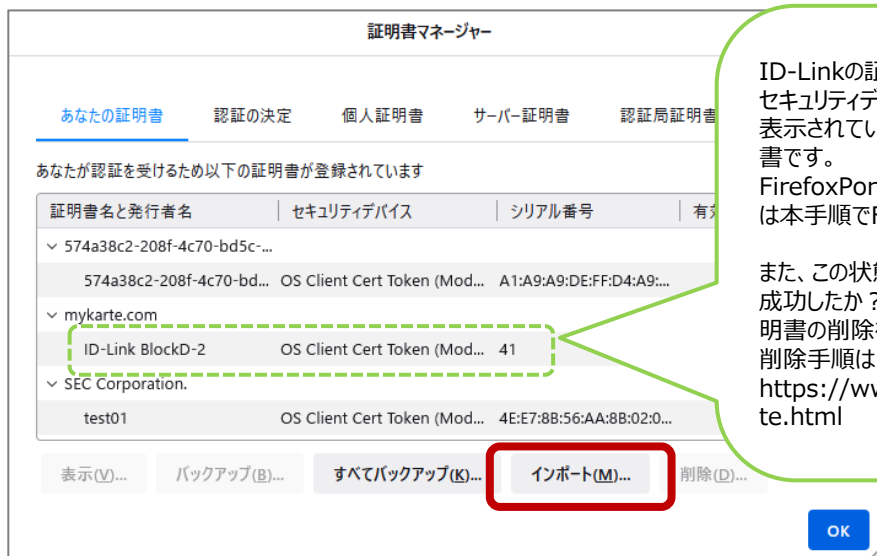 証明書マネージャー
あなたの証明書 認証の決定 個人証明書 サーバー証明書 認証局証明書
あなたが認証を受けるため以下の証明書が登録されています
証明書名と発行者名 セキュリティデバイス シリアル番号 有
574a38c2-208f-4c70-bd5c-...
574a38c2-208f-4c70-bd... OS Client Cert Token (Mod... A1:A9:A9:DE:FF:D4:A9:...
mykarte.com
ID-Link BlockD-2 OS Client Cert Token (Mod... 41
SEC Corporation.
test01 OS Client Cert Token (Mod... 4E:E7:8B:56:AA:8B:02:0...
表示(V)... バックアップ(B)... すべてバックアップ(K)... インポート(M)... 削除(D)...
OK
ID-Linkの
セキュリティデ
表示されてい
書です。
FirefoxPor
は本手順で
また、この状
成功したか？
明書の削除
削除手順は
https://w
te.html